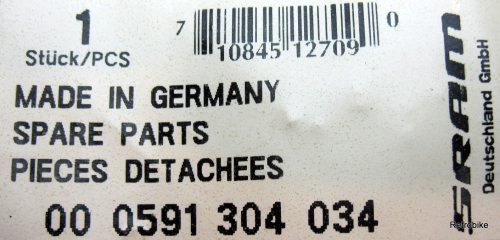 1
Stück/PCS
7 10845 12709 0
MADE IN GERMANY
SPARE PARTS
PIECES DETACHEES
00 0591 304 034
SRAM
Deutschland GmbH
Retrobike